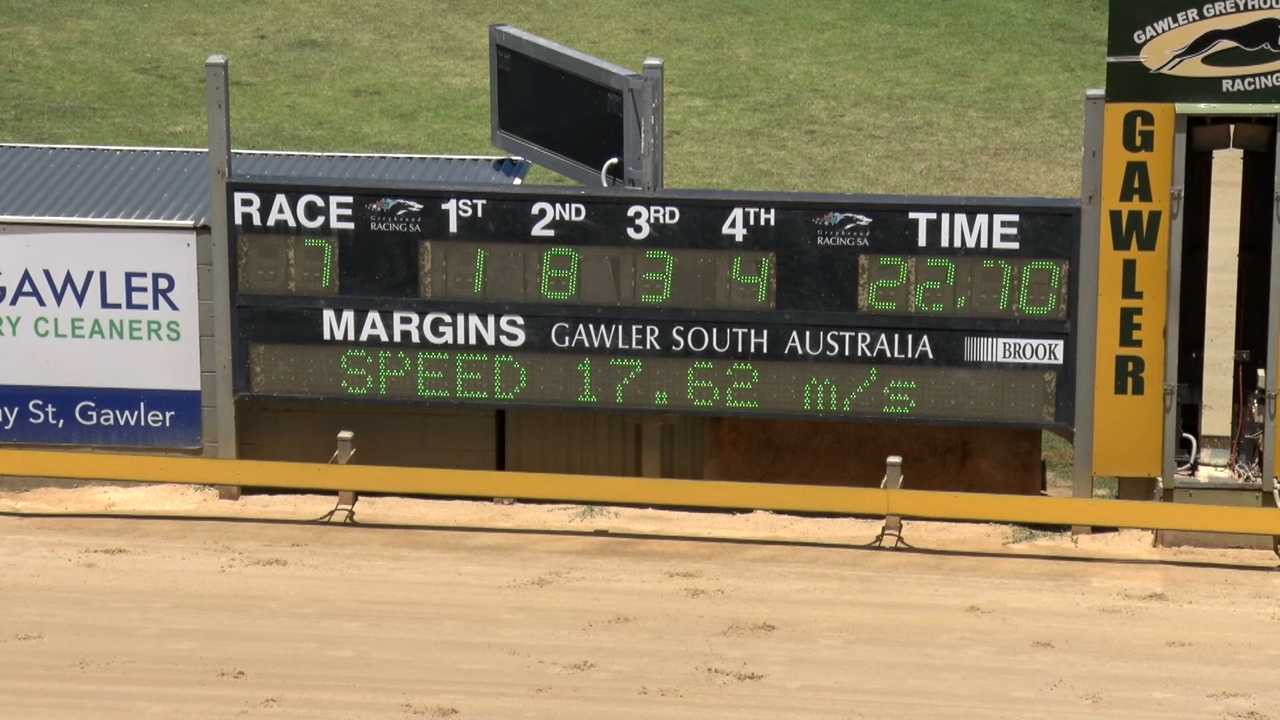 GAWLER GREYHOU
RACING
GAWLER
RACE
Greyhound
RACING SA
1ST
2ND
3RD
4TH
Greyhound
RACING SA
TIME
7
1
8
3
4
22.70
MARGINS
GAWLER SOUTH AUSTRALIA
BROOK
SPEED 17.62 m/s
GAWLER
RY CLEANERS
ay St, Gawler